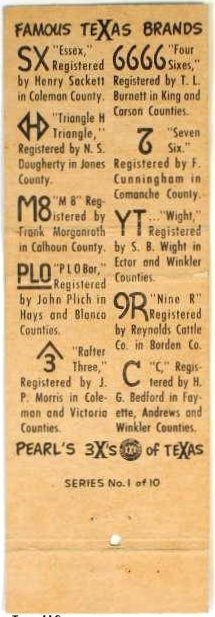 FAMOUS TEXAS BRANDS
SX "Essex,"
Registered
by Henry Sackett
in Coleman County.
"Triangle H
Triangle,"
Registered by N. S.
Dougherty in Jones
County.
M8 "M 8" Reg-
istered by
Frank Morganroth
in Calhoun County.
PLO "P L O Bar,"
Registered
by John Plich in
Hays and Blanco
Counties.
3 "Rafter
Three,"
Registered by J.
P. Morris in Cole-
man and Victoria
Counties.
6666 "Four
Sixes,"
Registered by T. L.
Burnett in King and
Carson Counties.
"Seven
Six."
Registered by F.
Cunningham in
Comanche County.
YT ... "Wight,"
Registered
by S. B. Wight in
Ector and Winkler
Counties.
9R "Nine R"
Registered
by Reynolds Cattle
Co. in Borden Co.
C "C," Regis-
tered by H.
G. Bedford in Fay-
ette, Andrews and
Winkler Counties.
PEARL'S 3X'S of TEXAS
SERIES No. 1 of 10